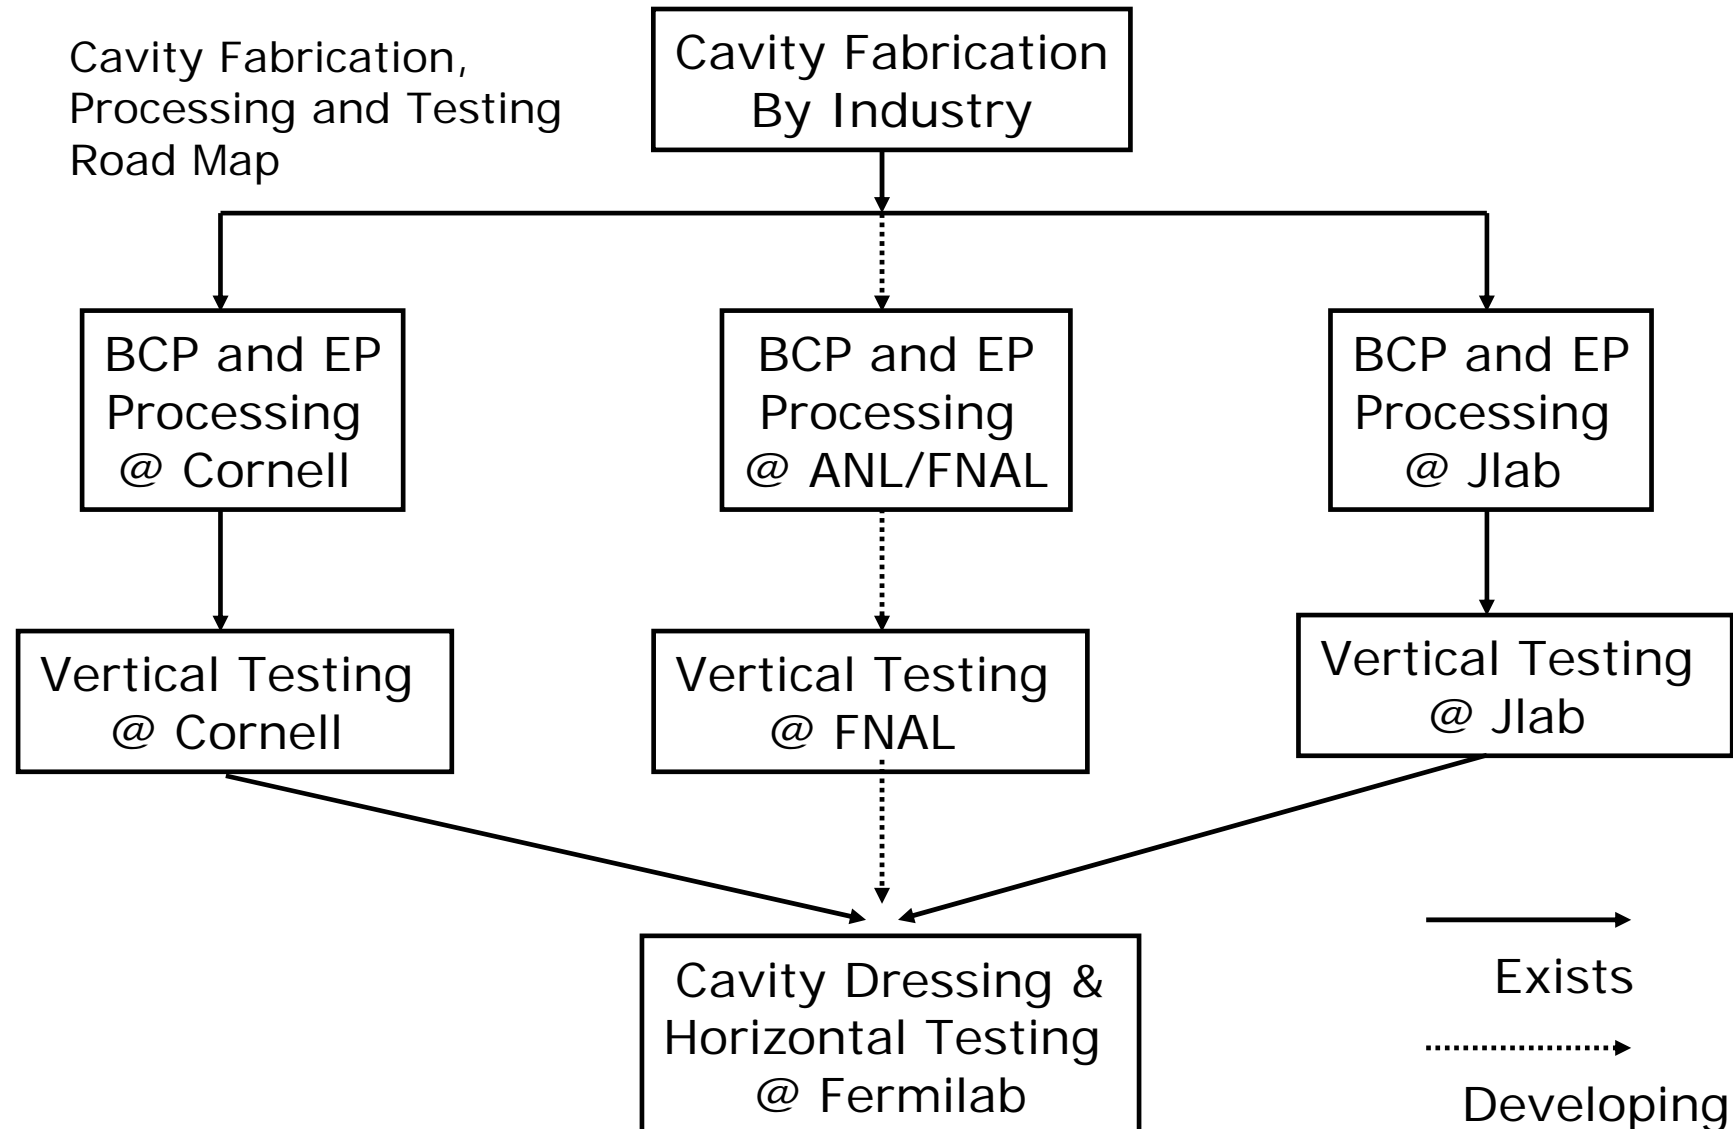 Cavity Fabrication,
Processing and Testing
Road Map
Cavity Fabrication
By Industry
BCP and EP
Processing
@ Cornell
BCP and EP
Processing
@ ANL/FNAL
BCP and EP
Processing
@ Jlab
Vertical Testing
@ Cornell
Vertical Testing
@ FNAL
Vertical Testing
@ Jlab
Cavity Dressing &
Horizontal Testing
@ Fermilab
Exists
Developing